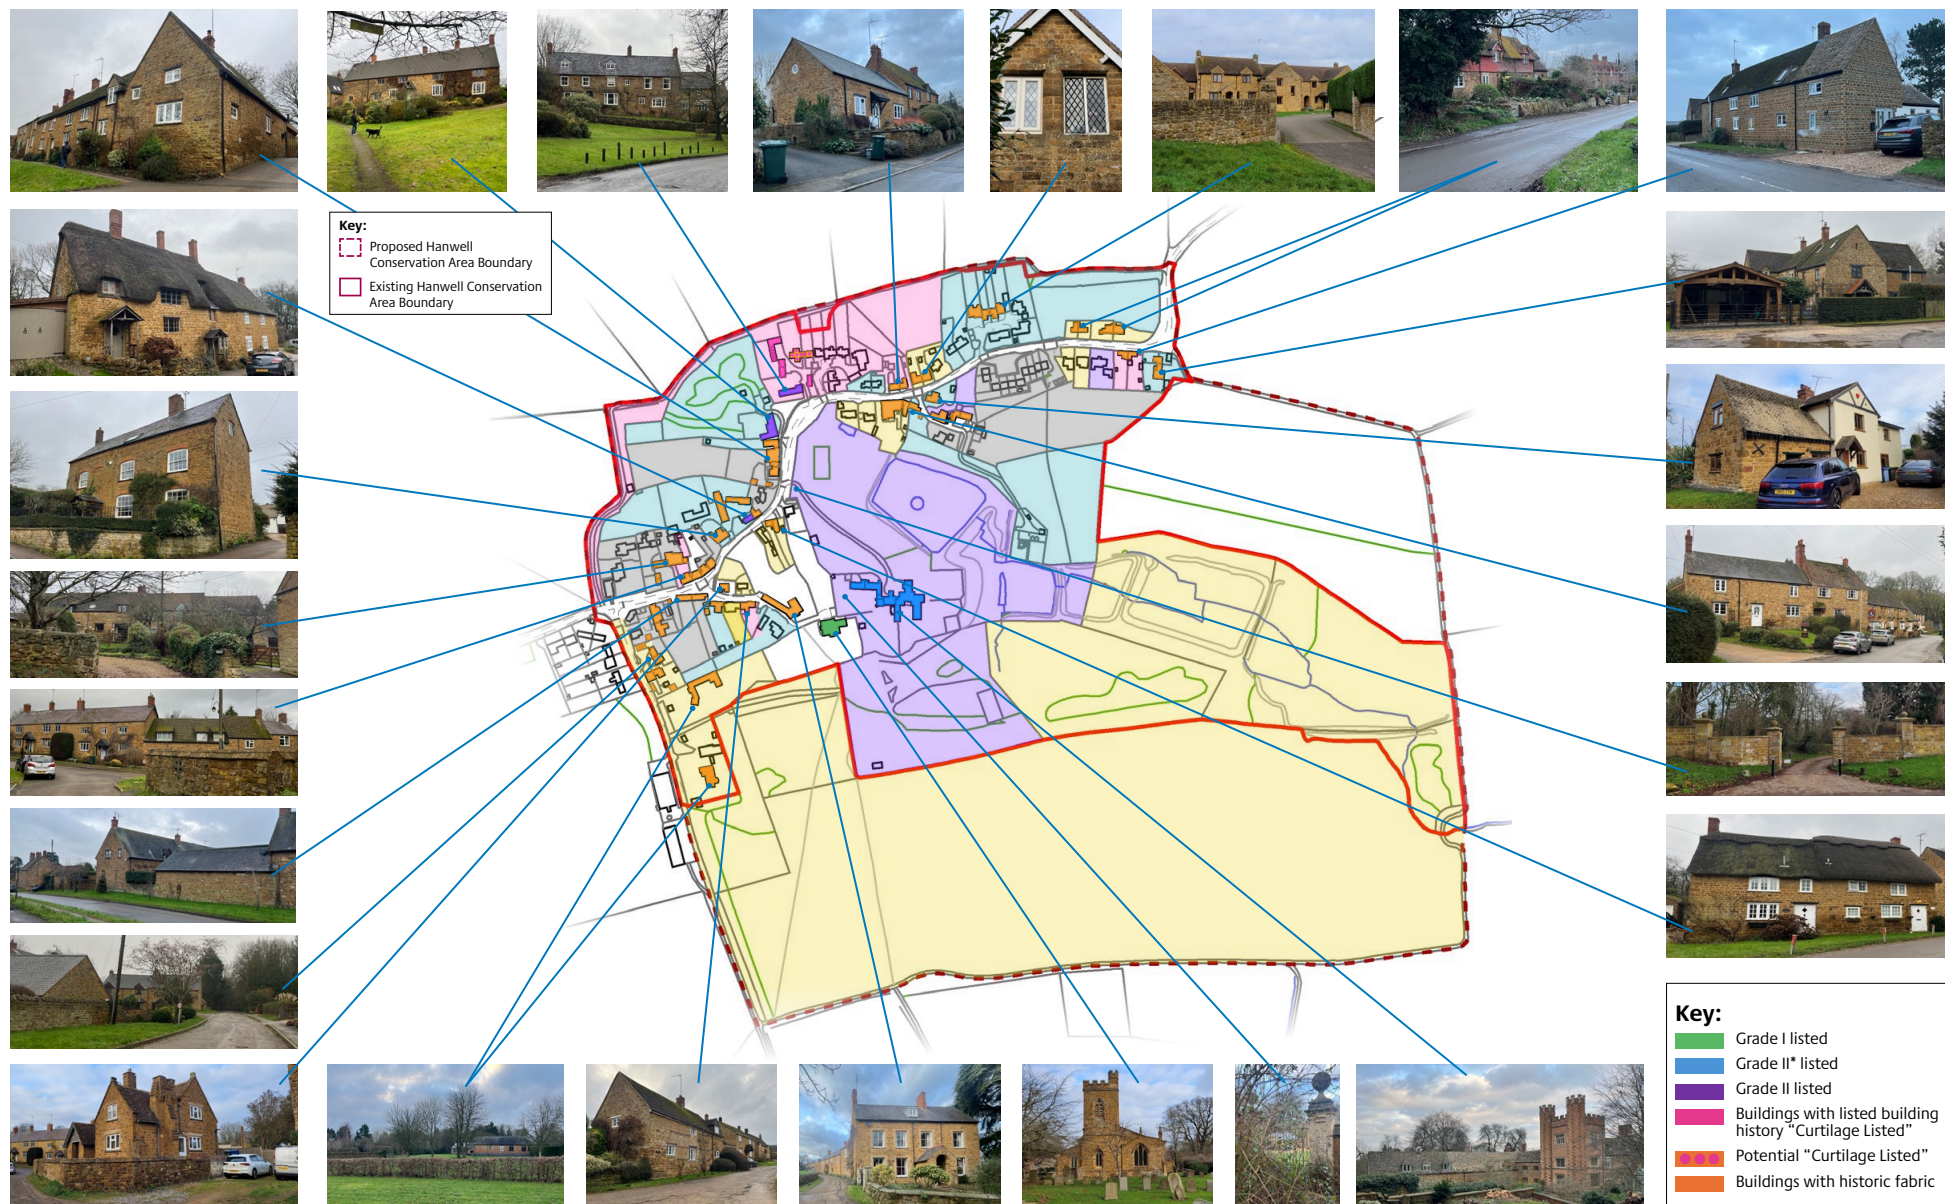 Key:
Proposed Hanwell
Conservation Area Boundary
Existing Hanwell Conservation
Area Boundary
Key:
Grade I listed
Grade II* listed
Grade II listed
Buildings with listed building
history “Curtilage Listed”
Potential “Curtilage Listed”
Buildings with historic fabric